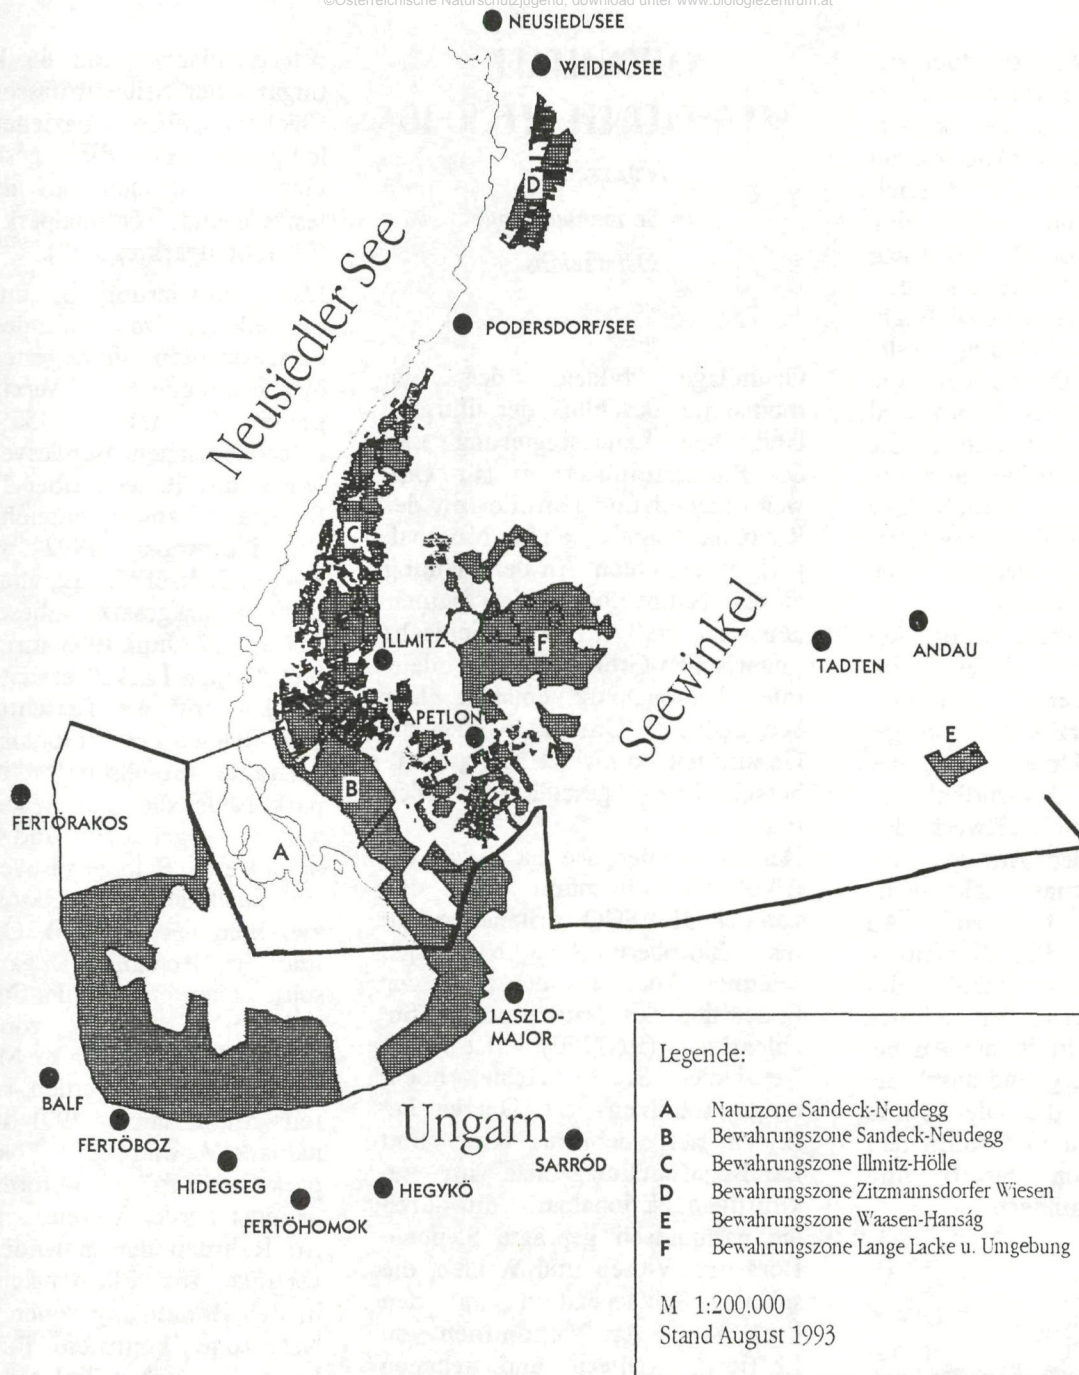 ©Österreichische Naturschutzjugend, download unter www.biologiezentrum.at
NEUSIEDL/SEE
WEIDEN/SEE
D
Neusiedler See
PODERSDORF/SEE
C
ILLMITZ
F
Seewinkel
TADTEN
ANDAU
APETLON
E
B
FERTÖRAKOS
A
LASZLO-
MAJOR
BALF
FERTÖBOZ
Ungarn
SARRÓD
HIDEGSEG
HEGYKÖ
FERTÖHOMOK
Legende:
A Naturzone Sandeck-Neudegg
B Bewahrungszone Sandeck-Neudegg
C Bewahrungszone Illmitz-Hölle
D Bewahrungszone Zitzmannsdorfer Wiesen
E Bewahrungszone Waasen-Hanság
F Bewahrungszone Lange Lacke u. Umgebung
M 1:200.000
Stand August 1993